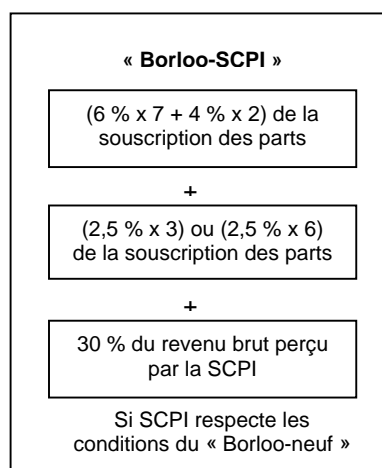 « Borloo-SCPI »
(6 % x 7 + 4 % x 2) de la
souscription des parts
+
(2,5 % x 3) ou (2,5 % x 6)
de la souscription des parts
+
30 % du revenu brut perçu
par la SCPI
Si SCPI respecte les
conditions du « Borloo-neuf »